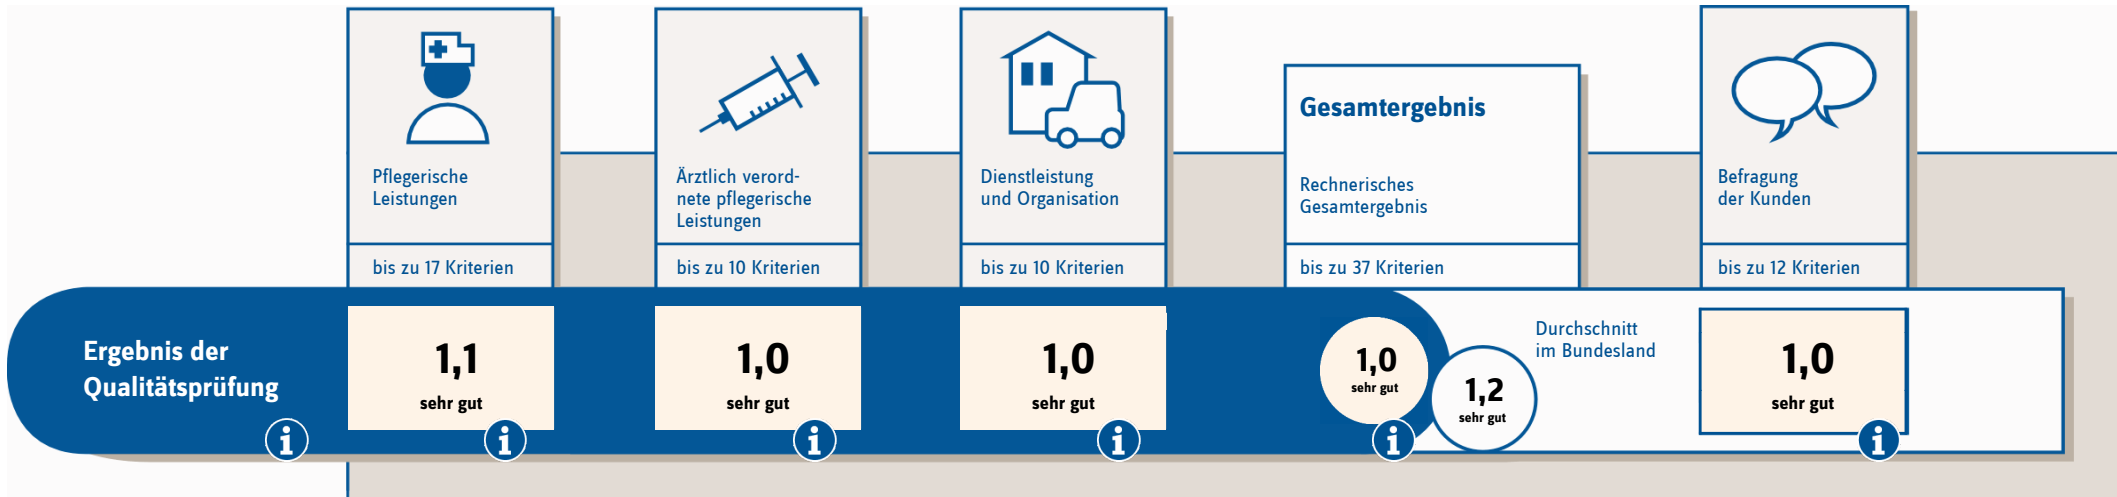 Pflegerische
Leistungen
bis zu 17 Kriterien
Ärztlich verord-
nete pflegerische
Leistungen
bis zu 10 Kriterien
Dienstleistung
und Organisation
bis zu 10 Kriterien
Gesamtergebnis
Rechnerisches
Gesamtergebnis
bis zu 37 Kriterien
Befragung
der Kunden
bis zu 12 Kriterien
Ergebnis der
Qualitätsprüfung
i
1,1
sehr gut
i
1,0
sehr gut
i
1,0
sehr gut
i
1,0
sehr gut
i
1,2
sehr gut
Durchschnitt
im Bundesland
1,0
sehr gut
i